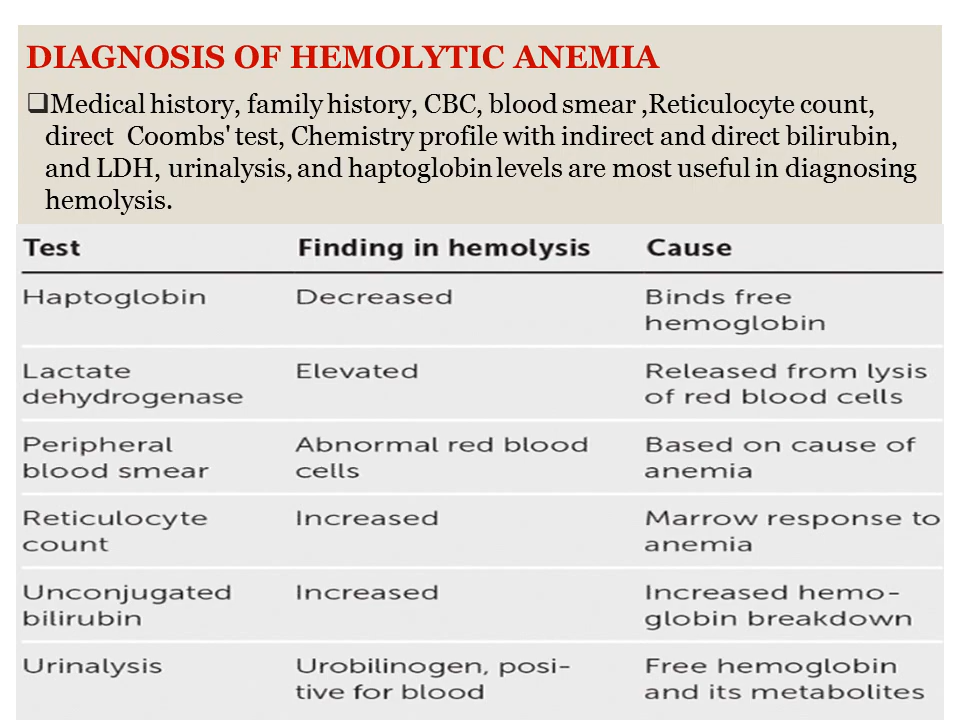 DIAGNOSIS OF HEMOLYTIC ANEMIA
❑Medical history, family history, CBC, blood smear ,Reticulocyte count,
direct Coombs' test, Chemistry profile with indirect and direct bilirubin,
and LDH, urinalysis, and haptoglobin levels are most useful in diagnosing
hemolysis.
Test Finding in hemolysis Cause
Haptoglobin Decreased Binds free
hemoglobin
Lactate Elevated Released from lysis
dehydrogenase of red blood cells
Peripheral Abnormal red blood Based on cause of
blood smear cells anemia
Reticulocyte Increased Marrow response to
count anemia
Unconjugated Increased Increased hemo-
bilirubin globin breakdown
Urinalysis Urobilinogen, posi- Free hemoglobin
tive for blood and its metabolites